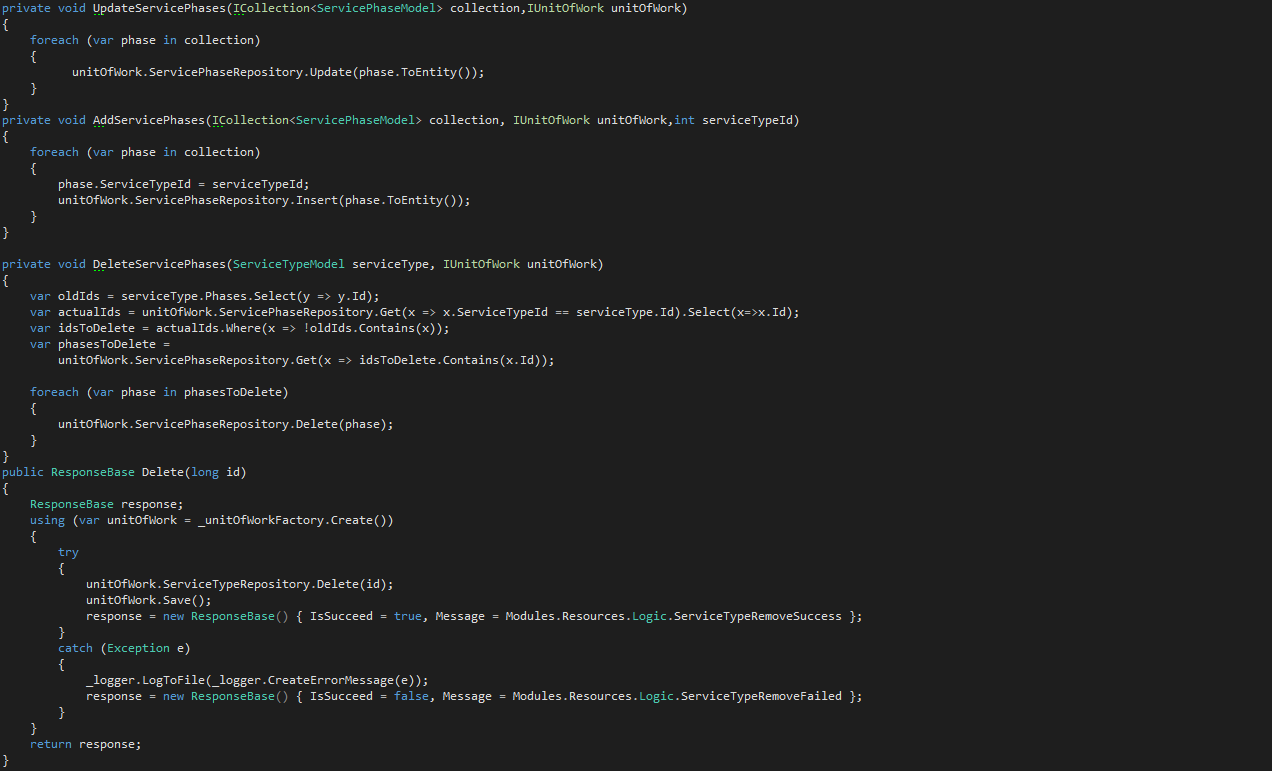 private void UpdateServicePhases(ICollection<ServicePhaseModel> collection,IUnitOfWork unitOfWork)
{
    foreach (var phase in collection)
    {
          unitOfWork.ServicePhaseRepository.Update(phase.ToEntity());
    }
}
private void AddServicePhases(ICollection<ServicePhaseModel> collection, IUnitOfWork unitOfWork,int serviceTypeId)
{
    foreach (var phase in collection)
    {
        phase.ServiceTypeId = serviceTypeId;
        unitOfWork.ServicePhaseRepository.Insert(phase.ToEntity());
    }
}

private void DeleteServicePhases(ServiceTypeModel serviceType, IUnitOfWork unitOfWork)
{
    var oldIds = serviceType.Phases.Select(y => y.Id);
    var actualIds = unitOfWork.ServicePhaseRepository.Get(x => x.ServiceTypeId == serviceType.Id).Select(x=>x.Id);
    var idsToDelete = actualIds.Where(x => !oldIds.Contains(x));
    var phasesToDelete =
        unitOfWork.ServicePhaseRepository.Get(x => idsToDelete.Contains(x.Id));

    foreach (var phase in phasesToDelete)
    {
        unitOfWork.ServicePhaseRepository.Delete(phase);
    }
}
public ResponseBase Delete(long id)
{
    ResponseBase response;
    using (var unitOfWork = _unitOfWorkFactory.Create())
    {
        try
        {
            unitOfWork.ServiceTypeRepository.Delete(id);
            unitOfWork.Save();
            response = new ResponseBase() { IsSucceed = true, Message = Modules.Resources.Logic.ServiceTypeRemoveSuccess };
        }
        catch (Exception e)
        {
            _logger.LogToFile(_logger.CreateErrorMessage(e));
            response = new ResponseBase() { IsSucceed = false, Message = Modules.Resources.Logic.ServiceTypeRemoveFailed };
        }
    }
    return response;
}